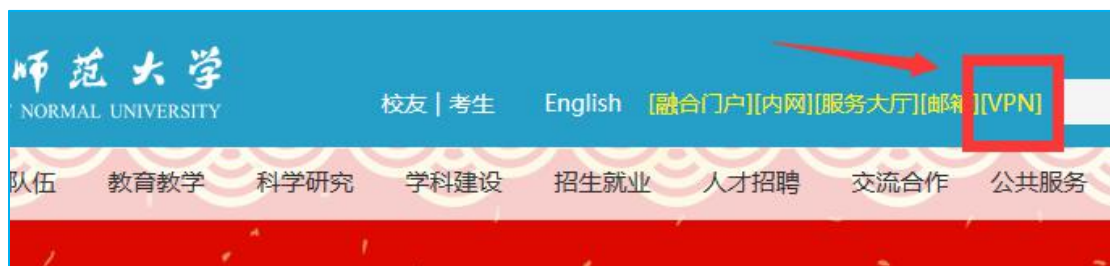 师范大学
NORMAL UNIVERSITY
校友 | 考生 English [融合门户][内网][服务大厅][邮箱][VPN]
队伍 教育教学 科学研究 学科建设 招生就业 人才招聘 交流合作 公共服务